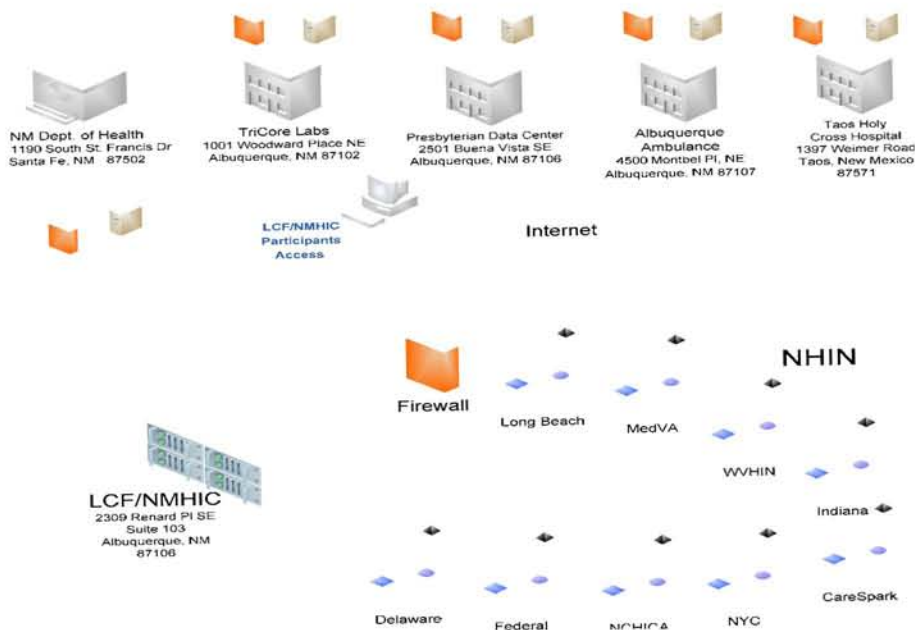 NM Dept. of Health
1190 South St. Francis Dr
Santa Fe, NM 87502
TriCore Labs
1001 Woodward Place NE
Albuquerque, NM 87102
Presbyterian Data Center
2501 Buena Vista SE
Albuquerque, NM 87106
Albuquerque
Ambulance
4500 Montbel Pl, NE
Albuquerque, NM 87107
Taos Holy
Cross Hospital
1397 Weimer Road
Taos, New Mexico
87571
LCF/NMHIC
Participants
Access
Internet
NHIN
Firewall
Long Beach
MedVA
WVHIN
Indiana
LCF/NMHIC
2309 Renard Pl SE
Suite 103
Albuquerque, NM
87106
CareSpark
Delaware
Federal
NCHICA
NYC